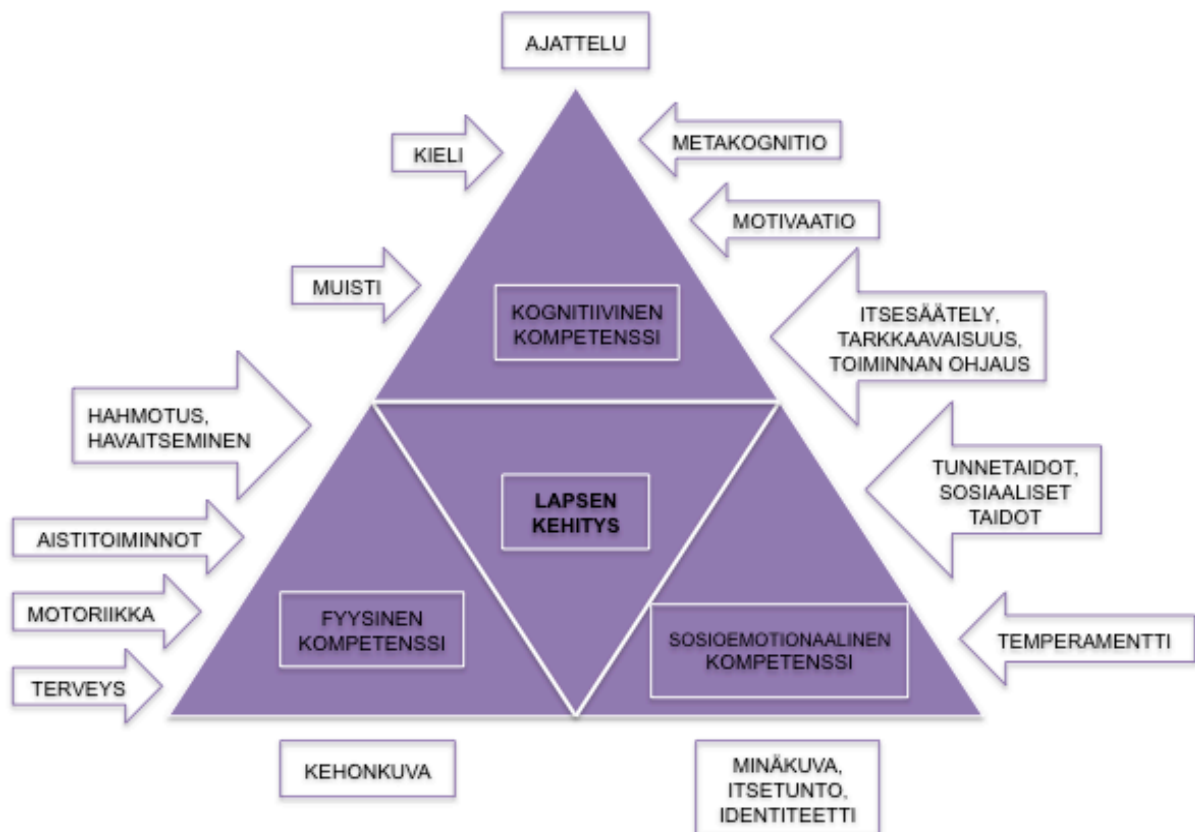 AJATTELU
KIELI
METAKOGNITIO
MOTIVAATIO
MUISTI
KOGNITIIVINEN
KOMPETENSSI
ITSESÄÄTELY,
TARKKAAVAISUUS,
TOIMINNAN OHJAUS
HAHMOTUS,
HAVAITSEMINEN
LAPSEN
KEHITYS
TUNNETAIDOT,
SOSIAALISET
TAIDOT
AISTITOIMINNOT
MOTORIIKKA
FYYSINEN
KOMPETENSSI
SOSIOEMOTIONAALINEN
KOMPETENSSI
TEMPERAMENTTI
TERVEYS
KEHONKUVA
MINÄKUVA,
ITSETUNTO,
IDENTITEETTI